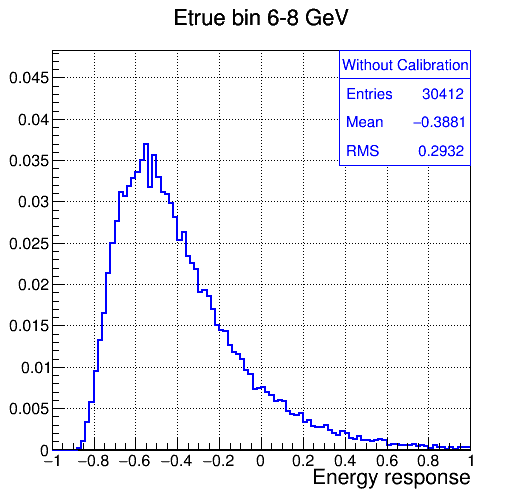 Etrue bin 6-8 GeV
Without Calibration
Entries 30412
Mean −0.3881
RMS 0.2932
0.045
0.04
0.035
0.03
0.025
0.02
0.015
0.01
0.005
0
−1 −0.8 −0.6 −0.4 −0.2 0 0.2 0.4 0.6 0.8 1
Energy response